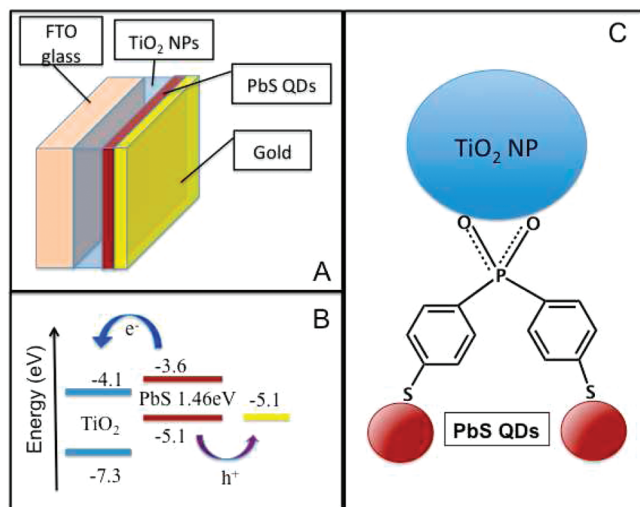 FTO
glass
TiO₂ NPs
PbS QDs
Gold
A
Energy (eV)
e⁻
-4.1
TiO₂
-7.3
-3.6
PbS 1.46eV
-5.1
-5.1
h⁺
B
C
TiO₂ NP
O O
P
S S
PbS QDs